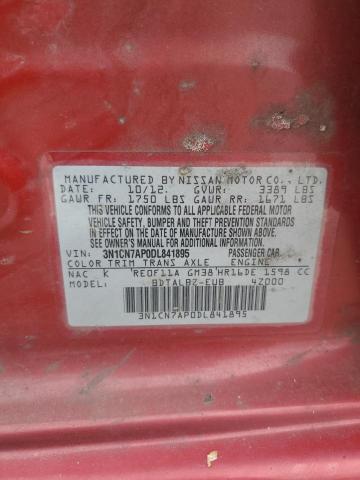 MANUFACTURED BY NISSAN MOTOR CO., LTD.
DATE: 10/12 GVWR: 3389 LBS
GAWR FR: 1750 LBS GAWR RR: 1671 LBS
THIS VEHICLE CONFORMS TO ALL APPLICABLE FEDERAL MOTOR
VEHICLE SAFETY, BUMPER AND THEFT PREVENTION STANDARDS
IN EFFECT ON THE DATE OF MANUFACTURE SHOWN ABOVE.
SEE OWNER'S MANUAL FOR ADDITIONAL INFORMATION.
VIN: 3N1CN7AP0DL841895 PASSENGER CAR
COLOR TRIM TRANS AXLE ENGINE
NAC K RE0F11A GM38 HR16DE 1598 CC
MODEL: BDTALBZ-EUB 4Z000
3N1CN7AP0DL841895